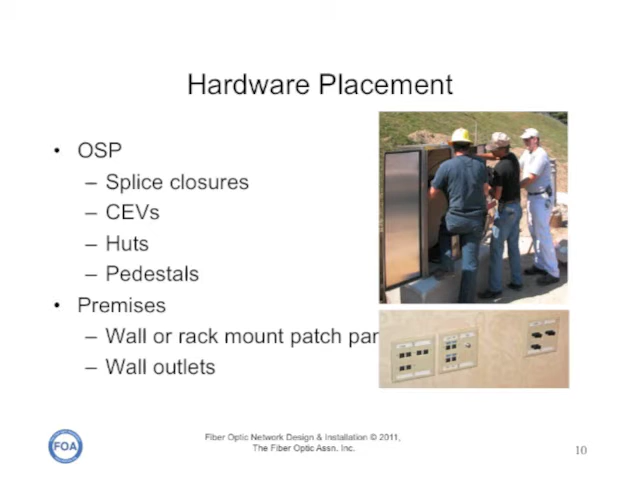 Hardware Placement
• OSP
– Splice closures
– CEVs
– Huts
– Pedestals
• Premises
– Wall or rack mount patch pan
– Wall outlets
FOA
Fiber Optic Network Design & Installation © 2011,
The Fiber Optic Assn. Inc.
10